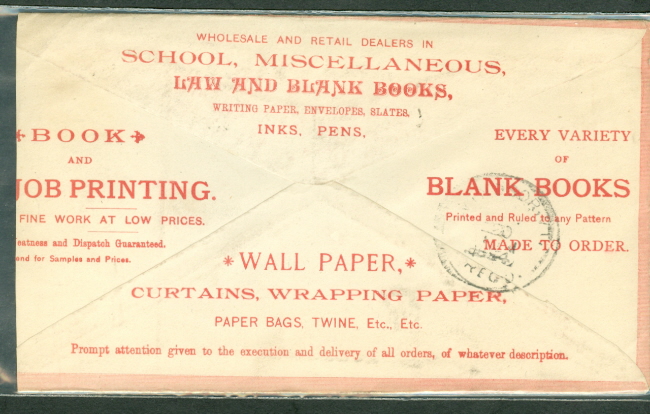 WHOLESALE AND RETAIL DEALERS IN
SCHOOL, MISCELLANEOUS,
LAW AND BLANK BOOKS,
WRITING PAPER, ENVELOPES, SLATES,
INKS, PENS,
BOOK
AND
JOB PRINTING.
FINE WORK AT LOW PRICES.
eatness and Dispatch Guaranteed.
end for Samples and Prices.
EVERY VARIETY
OF
BLANK BOOKS
Printed and Ruled to any Pattern
MADE TO ORDER.
REC'D.
*WALL PAPER,*
CURTAINS, WRAPPING PAPER,
PAPER BAGS, TWINE, Etc., Etc.
Prompt attention given to the execution and delivery of all orders, of whatever description.